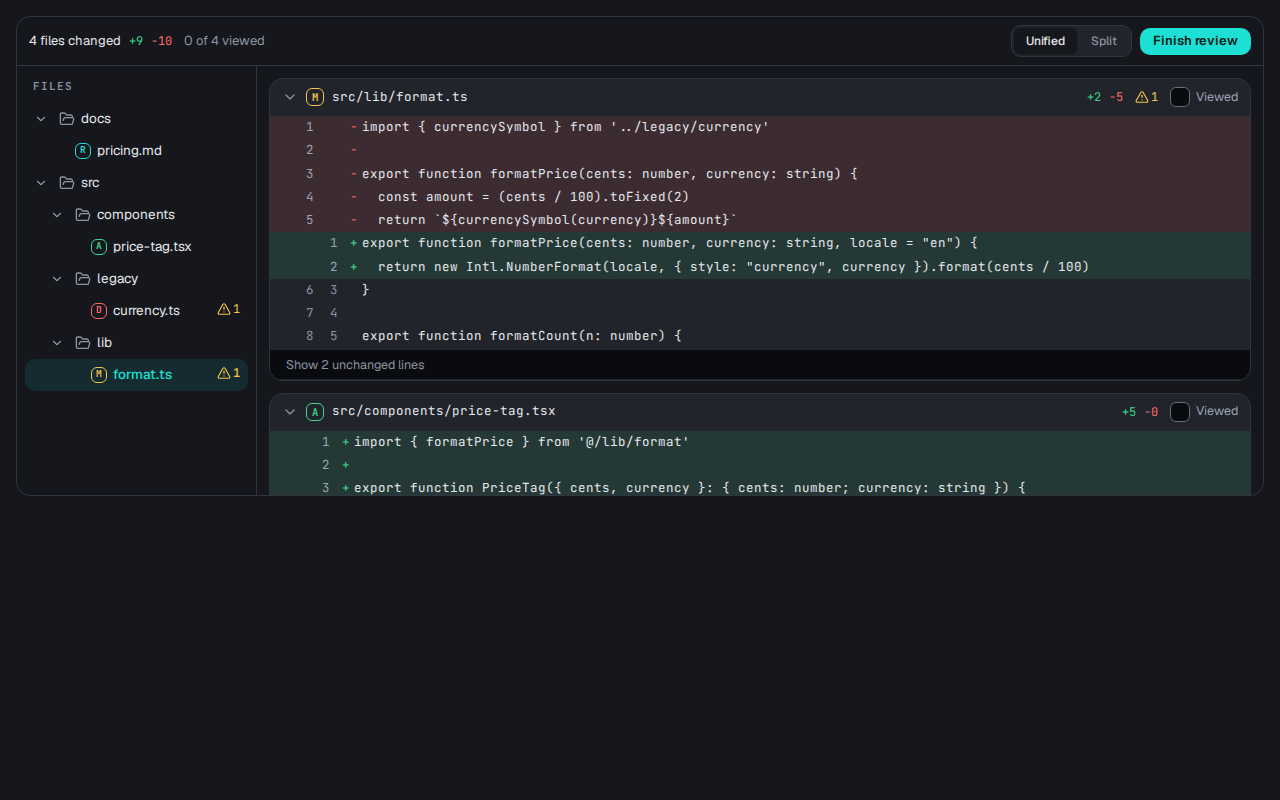 4 files changed +9 -10 0 of 4 viewed
Unified Split Finish review
FILES
docs
R pricing.md
src
components
A price-tag.tsx
legacy
D currency.ts 1
lib
M format.ts 1
M src/lib/format.ts +2 -5 1 Viewed
1 - import { currencySymbol } from '../legacy/currency'
2 -
3 - export function formatPrice(cents: number, currency: string) {
4 - const amount = (cents / 100).toFixed(2)
5 - return `${currencySymbol(currency)}${amount}`
1 + export function formatPrice(cents: number, currency: string, locale = "en") {
2 + return new Intl.NumberFormat(locale, { style: "currency", currency }).format(cents / 100)
6 3 }
7 4
8 5 export function formatCount(n: number) {
Show 2 unchanged lines
A src/components/price-tag.tsx +5 -0 Viewed
1 + import { formatPrice } from '@/lib/format'
2 +
3 + export function PriceTag({ cents, currency }: { cents: number; currency: string }) {